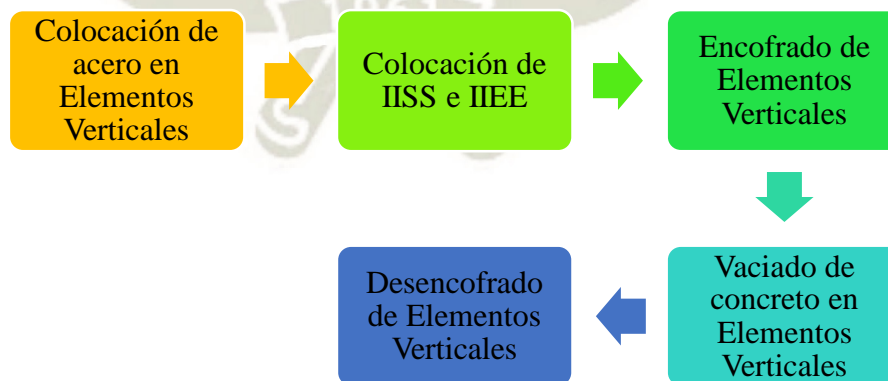 Colocación de
acero en
Elementos
Verticales
Colocación de
IISS e IIEE
Encofrado de
Elementos
Verticales
Vaciado de
concreto en
Elementos
Verticales
Desencofrado
de Elementos
Verticales